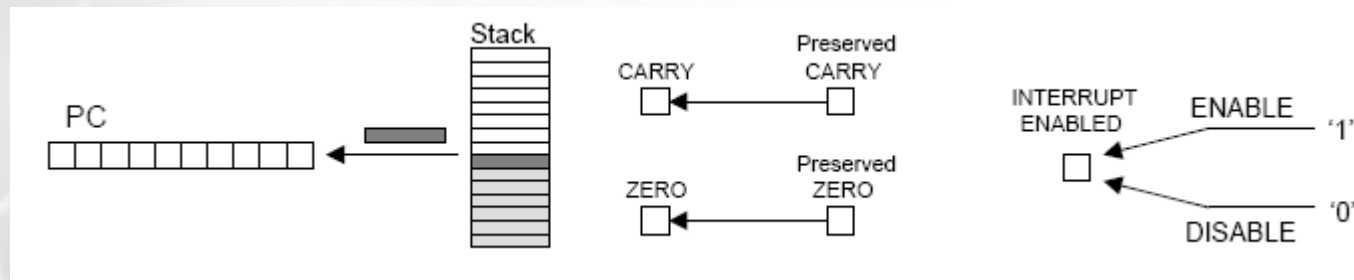 PC
Stack
CARRY
Preserved
CARRY
ZERO
Preserved
ZERO
INTERRUPT
ENABLED
ENABLE
‘1’
‘0’
DISABLE